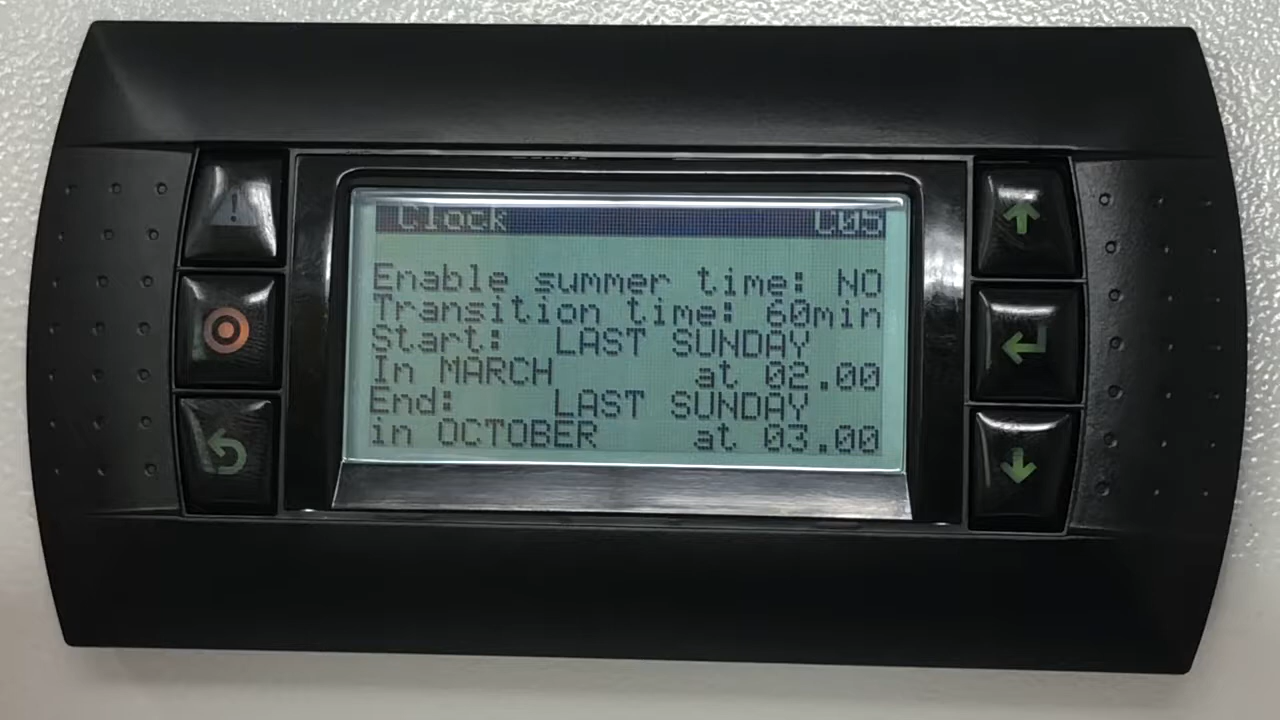 Clock C05
Enable summer time: NO
Transition time: 60min
Start: LAST SUNDAY
In MARCH at 02.00
End: LAST SUNDAY
in OCTOBER at 03.00